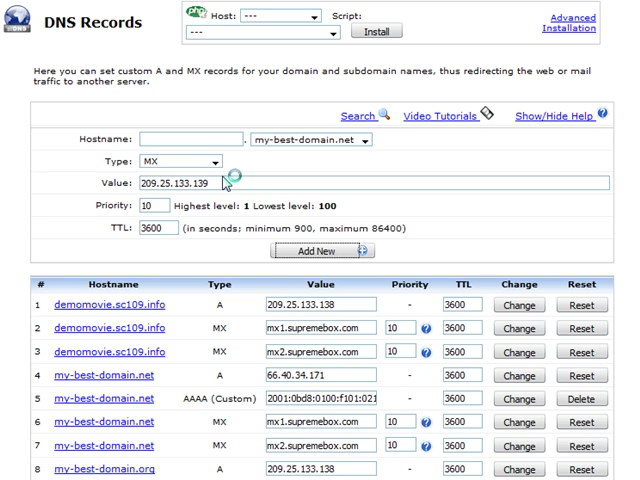 DNS
DNS Records
php
Host: ---
Script:
---
Install
Advanced
Installation
Here you can set custom A and MX records for your domain and subdomain names, thus redirecting the web or mail
traffic to another server.
Search Video Tutorials Show/Hide Help ?
Hostname: . my-best-domain.net
Type: MX
Value: 209.25.133.139
Priority: 10 Highest level: 1 Lowest level: 100
TTL: 3600 (in seconds; minimum 900, maximum 86400)
Add New
# Hostname Type Value Priority TTL Change Reset
1 demomovie.sc109.info A 209.25.133.138 - 3600 Change Reset
2 demomovie.sc109.info MX mx1.supremebox.com 10 ? 3600 Change Reset
3 demomovie.sc109.info MX mx2.supremebox.com 10 ? 3600 Change Reset
4 my-best-domain.net A 66.40.34.171 - 3600 Change Reset
5 my-best-domain.net AAAA (Custom) 2001:0bd8:0100:f101:021 - 3600 Change Delete
6 my-best-domain.net MX mx1.supremebox.com 10 ? 3600 Change Reset
7 my-best-domain.net MX mx2.supremebox.com 10 ? 3600 Change Reset
8 my-best-domain.org A 209.25.133.138 - 3600 Change Reset